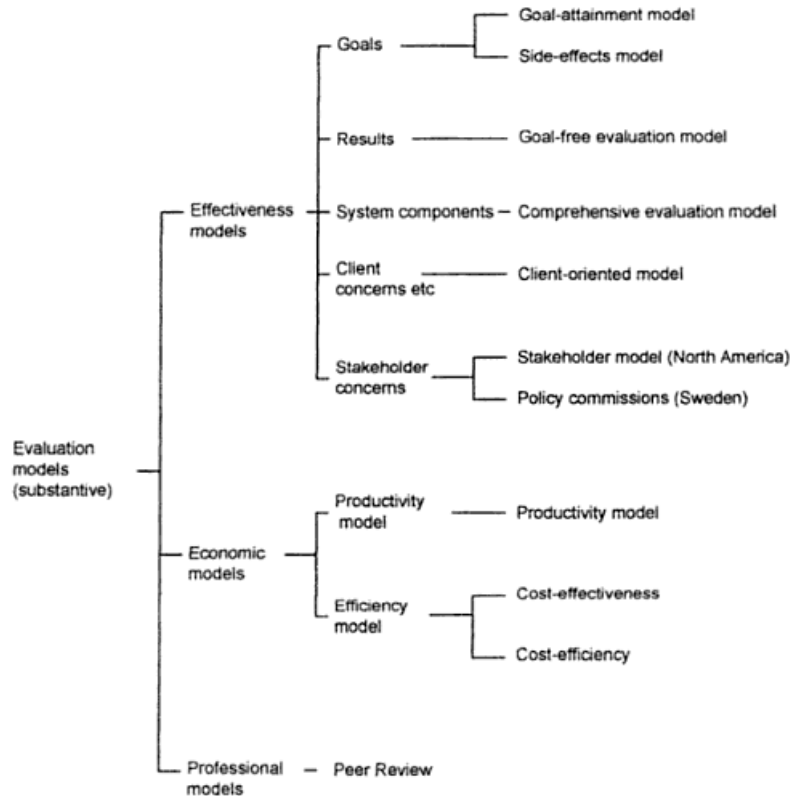 Goal-attainment model
Goals
Side-effects model
Results
Goal-free evaluation model
Effectiveness
models
System components
Comprehensive evaluation model
Client
concerns etc
Client-oriented model
Stakeholder
concerns
Stakeholder model (North America)
Policy commissions (Sweden)
Evaluation
models
(substantive)
Productivity
model
Productivity model
Economic
models
Efficiency
model
Cost-effectiveness
Cost-efficiency
Professional
models
Peer Review